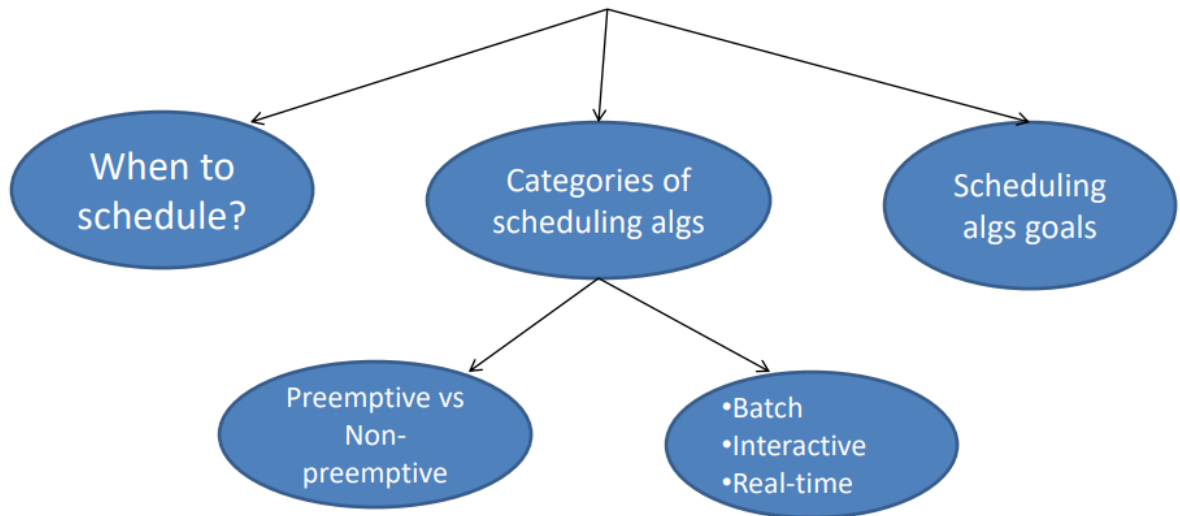 When to
schedule?
Categories of
scheduling algs
Scheduling
algs goals
Preemptive vs
Non-
preemptive
•Batch
•Interactive
•Real-time